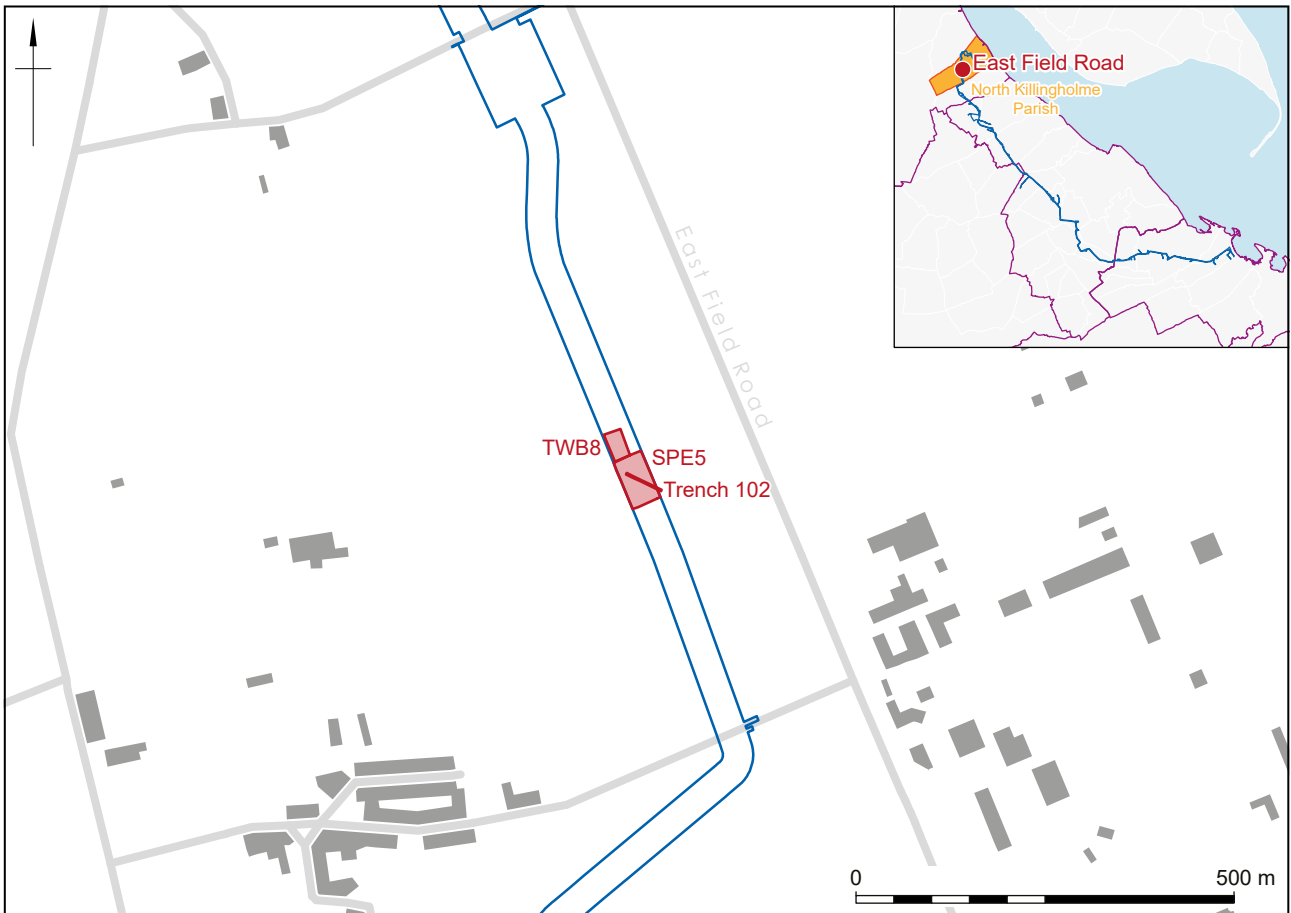 East Field Road
North Killingholme
Parish
East Field Road
TWB8
SPE5
Trench 102
0
500 m